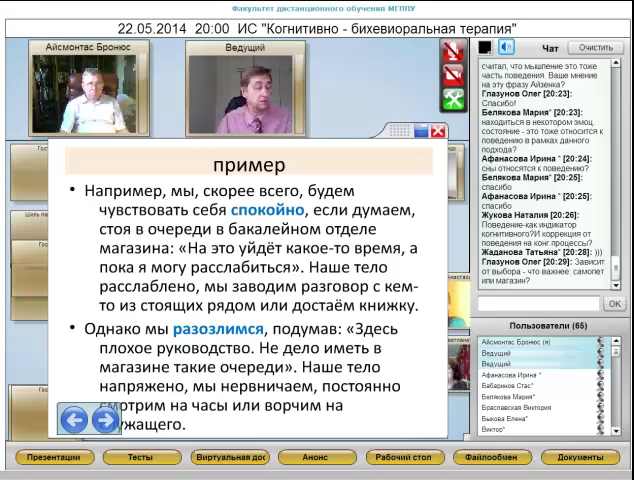 Факультет дистанционного обучения МГППУ
22.05.2014 20:00 ИС "Когнитивно - бихевиоральная терапия"
Айсмонтас Бронюс
Ведущий
Чат
Очистить
пример
• Например, мы, скорее всего, будем
чувствовать себя спокойно, если думаем,
стоя в очереди в бакалейном отделе
магазина: «На это уйдёт какое-то время, а
пока я могу расслабиться». Наше тело
расслаблено, мы заводим разговор с кем-
то из стоящих рядом или достаём книжку.
• Однако мы разозлимся, подумав: «Здесь
плохое руководство. Не дело иметь в
магазине такие очереди». Наше тело
напряжено, мы нервничаем, постоянно
смотрим на часы или ворчим на
служащего.
считал, что мышление это тоже
часть поведения. Ваше мнение
на эту фразу Айзенка?
Глазунов Олег [20:23]:
Спасибо!
Белякова Мария* [20:23]:
находиться в некотором эмоц.
состояние - это тоже относится к
поведению в рамках данного
подхода?
Афанасова Ирина * [20:24]:
сны относятся к поведению?
Белякова Мария* [20:25]:
спасибо
Афанасова Ирина * [20:25]:
спасибо
Жукова Наталия [20:26]:
Поведение-как индикатор
когнитивного?И коррекция от
поведения на конг.процессы?
Жаданова Татьяна* [20:28]: )))
Глазунов Олег [20:29]: Зависит
от выбора - что важнее: самолет
или магазин?
OK
Пользователи (65)
Айсмонтас Бронюс (я)
Ведущий
Ведущий
Афанасова Ирина *
Бабаринов Стас*
Белякова Мария*
Браславская Виктория
Быкова Елена*
Виктор*
Презентации
Тесты
Виртуальная дос
Анонс
Рабочий стол
Файлообмен
Документы